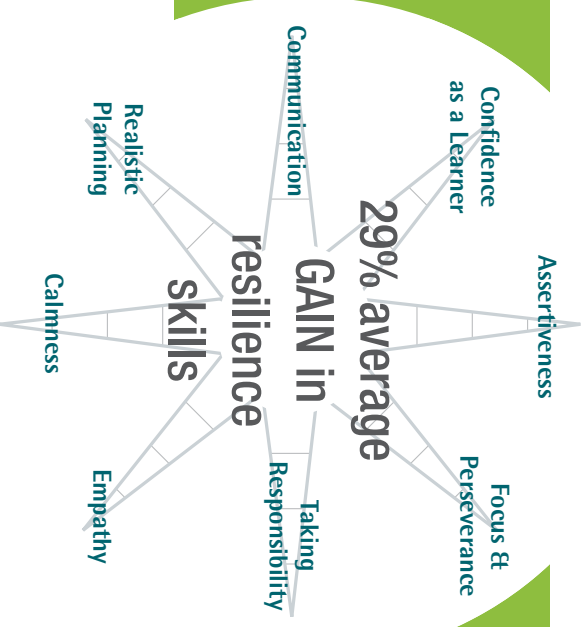 Assertiveness
Focus &
Perseverance
Taking
Responsibility
Empathy
Calmness
Realistic
Planning
Communication
Confidence
as a Learner
29% average
GAIN in
resilience
skills